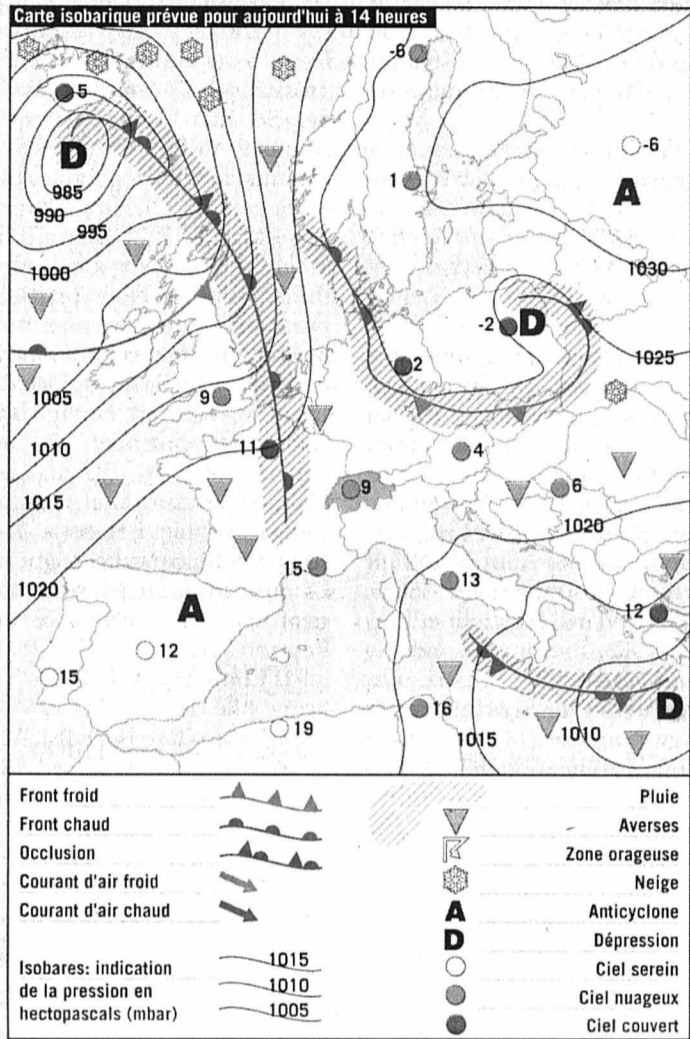 Carte isobarique prévue pour aujourd'hui à 14 heures
-6
5
-6
D
A
985
1
990
995
1000
1030
-2 D
1025
2
1005
9
1010
11
4
1015
9
6
1020
1020
15
13
A
12
12
15
16
D
19
1015
1010
Front froid
Front chaud
Occlusion
Courant d'air froid
Courant d'air chaud
Isobares: indication
de la pression en
hectopascals (mbar)
1015
1010
1005
Pluie
Averses
Zone orageuse
Neige
A Anticyclone
D Dépression
Ciel serein
Ciel nuageux
Ciel couvert